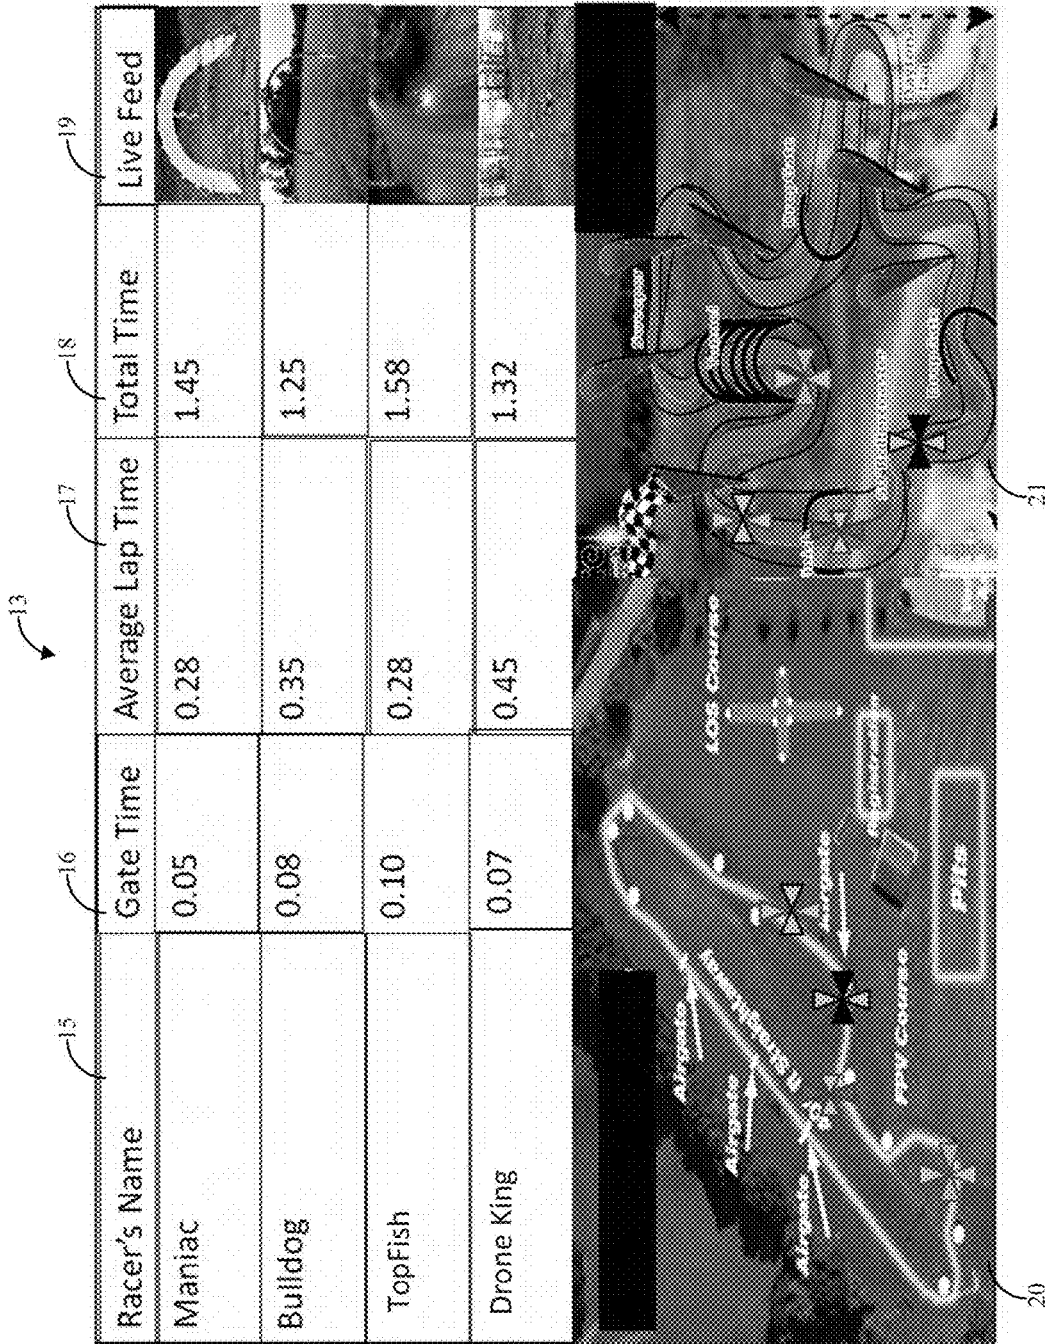 13
15
16
17
18
19
Racer's Name Gate Time Average Lap Time Total Time Live Feed
Maniac 0.05 0.28 1.45
Bulldog 0.08 0.35 1.25
TopFish 0.10 0.28 1.58
Drone King 0.07 0.45 1.32
Airgate
Airgate
Airgate
Airgate
FPV Course
Pits
LOS Course
20
21